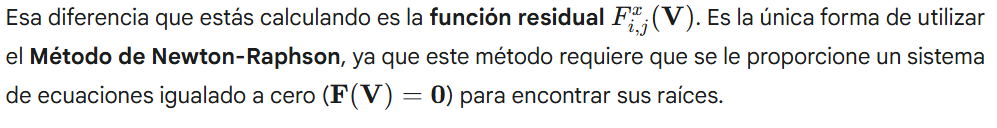 Esa diferencia que estás calculando es la función residual $F_{i,j}^{x}(\mathbf{V})$. Es la única forma de utilizar
el Método de Newton-Raphson, ya que este método requiere que se le proporcione un sistema
de ecuaciones igualado a cero ($\mathbf{F}(\mathbf{V}) = \mathbf{0}$) para encontrar sus raíces.